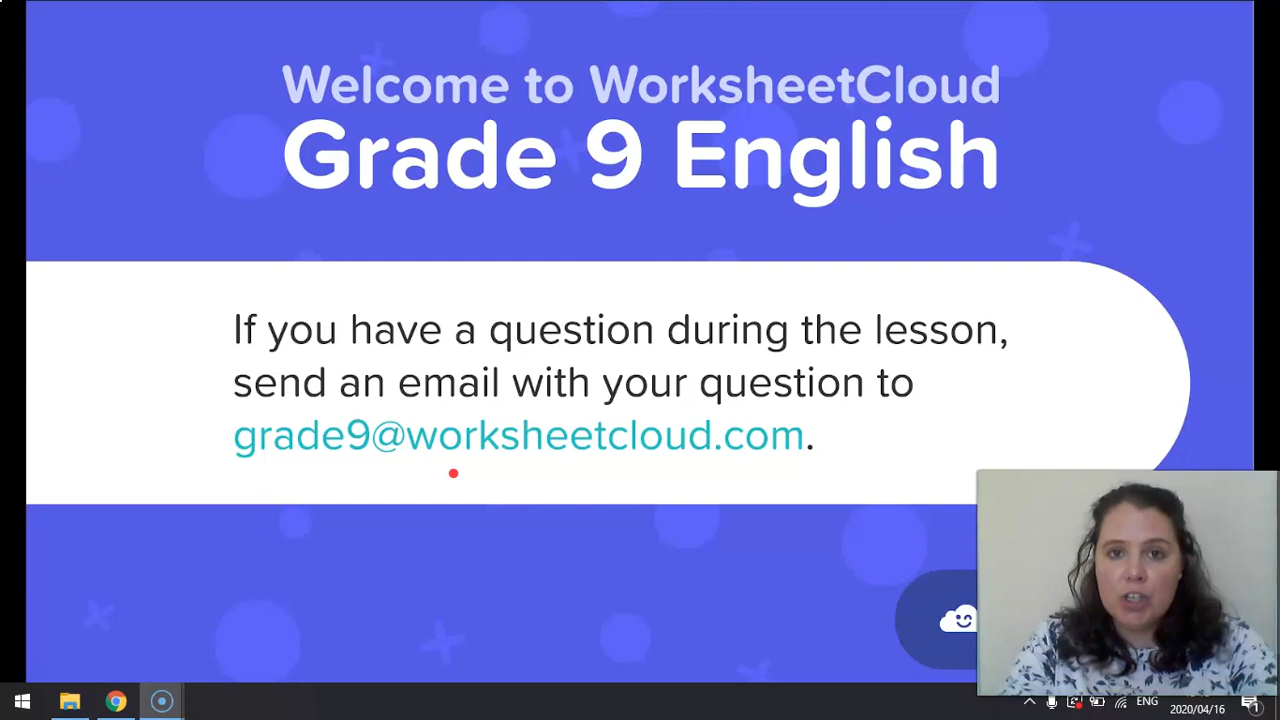 Welcome to WorksheetCloud
Grade 9 English
If you have a question during the lesson,
send an email with your question to
grade9@worksheetcloud.com.
ENG
2020/04/16
1